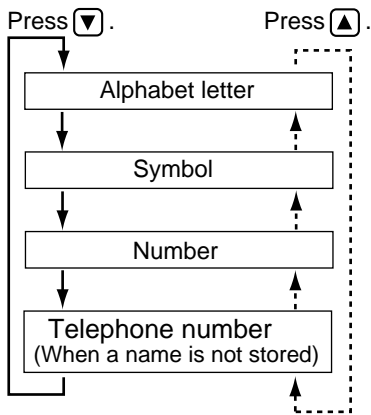 Press ▼ . Press ▲ .
Alphabet letter
Symbol
Number
Telephone number
(When a name is not stored)